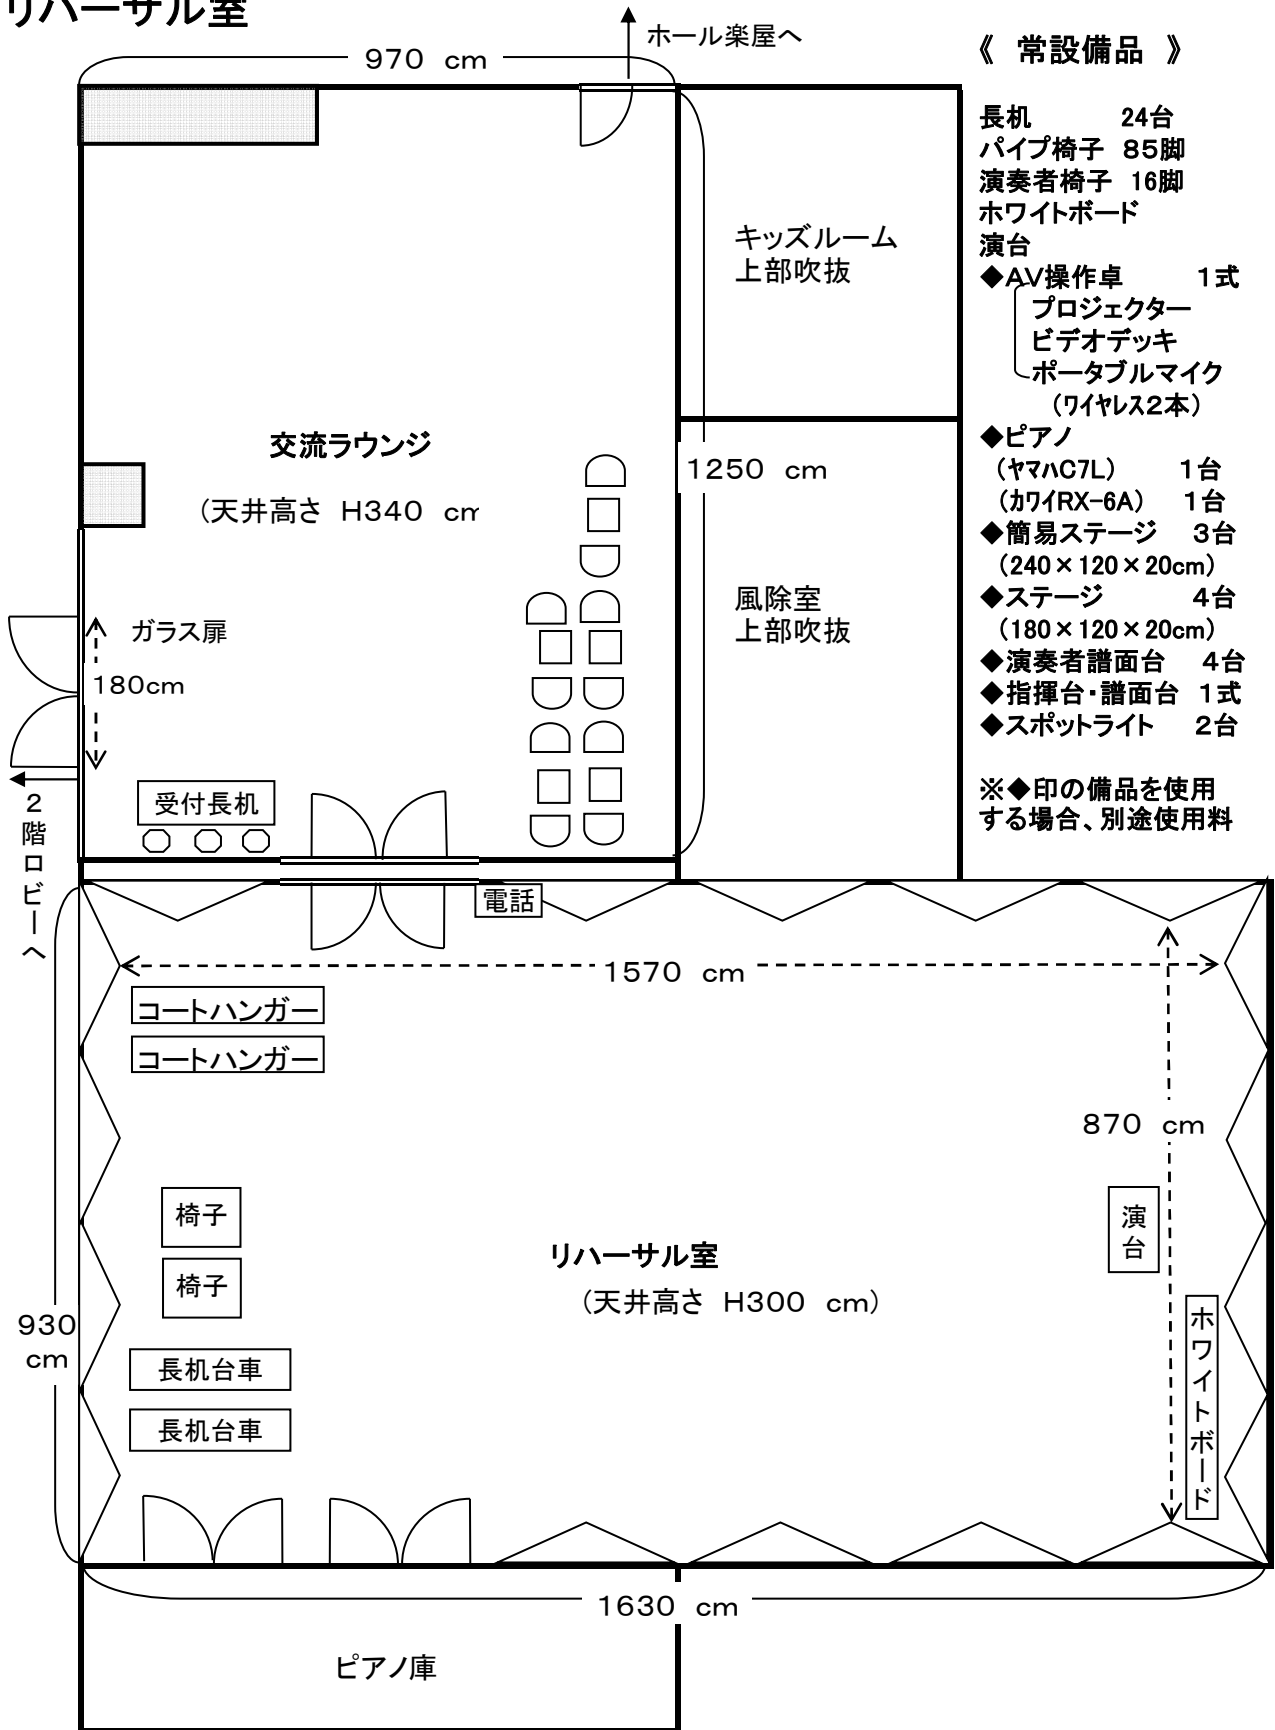 リハーサル室
ホール楽屋へ
970 cm
キッズルーム
上部吹抜
交流ラウンジ
(天井高さ H340 cm
1250 cm
風除室
上部吹抜
ガラス扉
180cm
受付長机
2階ロビーへ
電話
1570 cm
コートハンガー
コートハンガー
870 cm
椅子
椅子
演台
リハーサル室
(天井高さ H300 cm)
ホワイトボード
930
cm
長机台車
長机台車
1630 cm
ピアノ庫
《 常設備品 》
長机 24台
パイプ椅子 85脚
演奏者椅子 16脚
ホワイトボード
演台
◆AV操作卓 1式
プロジェクター
ビデオデッキ
ポータブルマイク
(ワイヤレス2本)
◆ピアノ
(ヤマハC7L) 1台
(カワイRX-6A) 1台
◆簡易ステージ 3台
(240×120×20cm)
◆ステージ 4台
(180×120×20cm)
◆演奏者譜面台 4台
◆指揮台・譜面台 1式
◆スポットライト 2台
※◆印の備品を使用
する場合、別途使用料